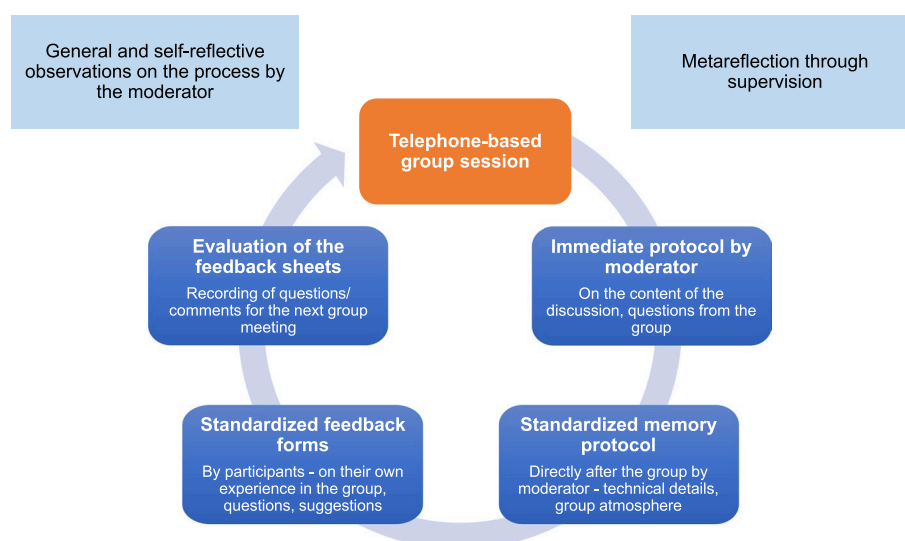 General and self-reflective
observations on the process by
the moderator
Metareflection through
supervision
Telephone-based
group session
Immediate protocol by
moderator
On the content of the
discussion, questions from the
group
Standardized memory
protocol
Directly after the group by
moderator - technical details,
group atmosphere
Standardized feedback
forms
By participants - on their own
experience in the group,
questions, suggestions
Evaluation of the
feedback sheets
Recording of questions/
comments for the next group
meeting